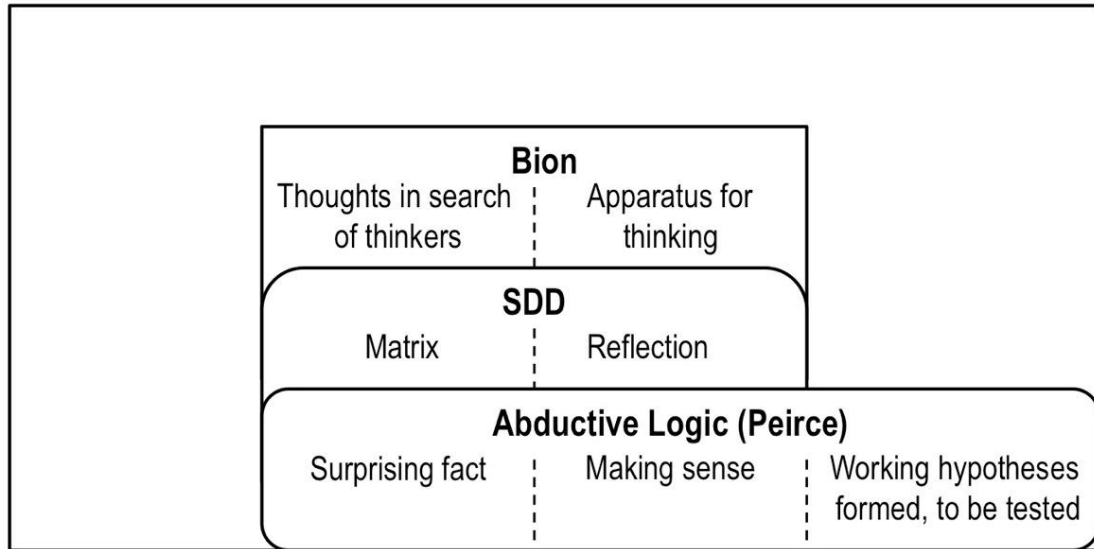 Bion
Thoughts in search
of thinkers
Apparatus for
thinking
SDD
Matrix
Reflection
Abductive Logic (Peirce)
Surprising fact
Making sense
Working hypotheses
formed, to be tested